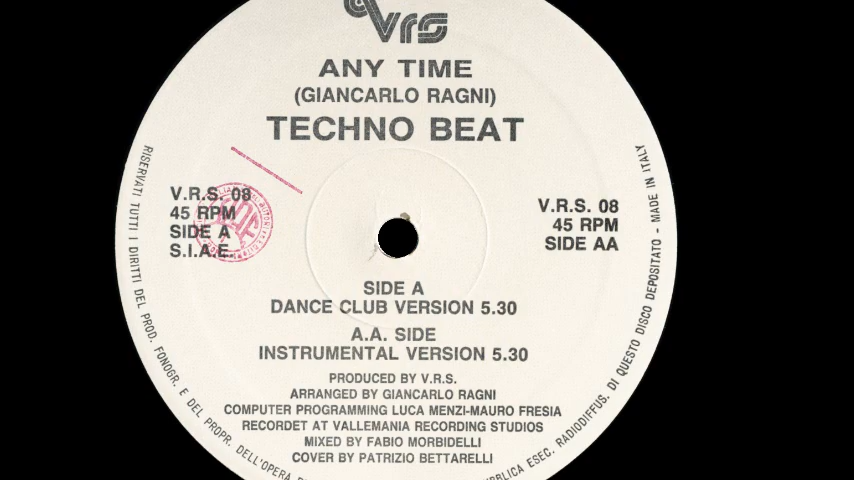 Vrs
ANY TIME
(GIANCARLO RAGNI)
TECHNO BEAT
V.R.S. 08
45 RPM
SIDE A
S.I.A.E.
V.R.S. 08
45 RPM
SIDE AA
SIDE A
DANCE CLUB VERSION 5.30
A.A. SIDE
INSTRUMENTAL VERSION 5.30
PRODUCED BY V.R.S.
ARRANGED BY GIANCARLO RAGNI
COMPUTER PROGRAMMING LUCA MENZI-MAURO FRESIA
RECORDET AT VALLEMANIA RECORDING STUDIOS
MIXED BY FABIO MORBIDELLI
COVER BY PATRIZIO BETTARELLI
RISERVATI TUTTI I DIRITTI DEL PROD. FONOGR. E DEL PROPR. DELL'OPERA
ESEC. RADIODIFFUS. DI QUESTO DISCO DEPOSITATO - MADE IN ITALY